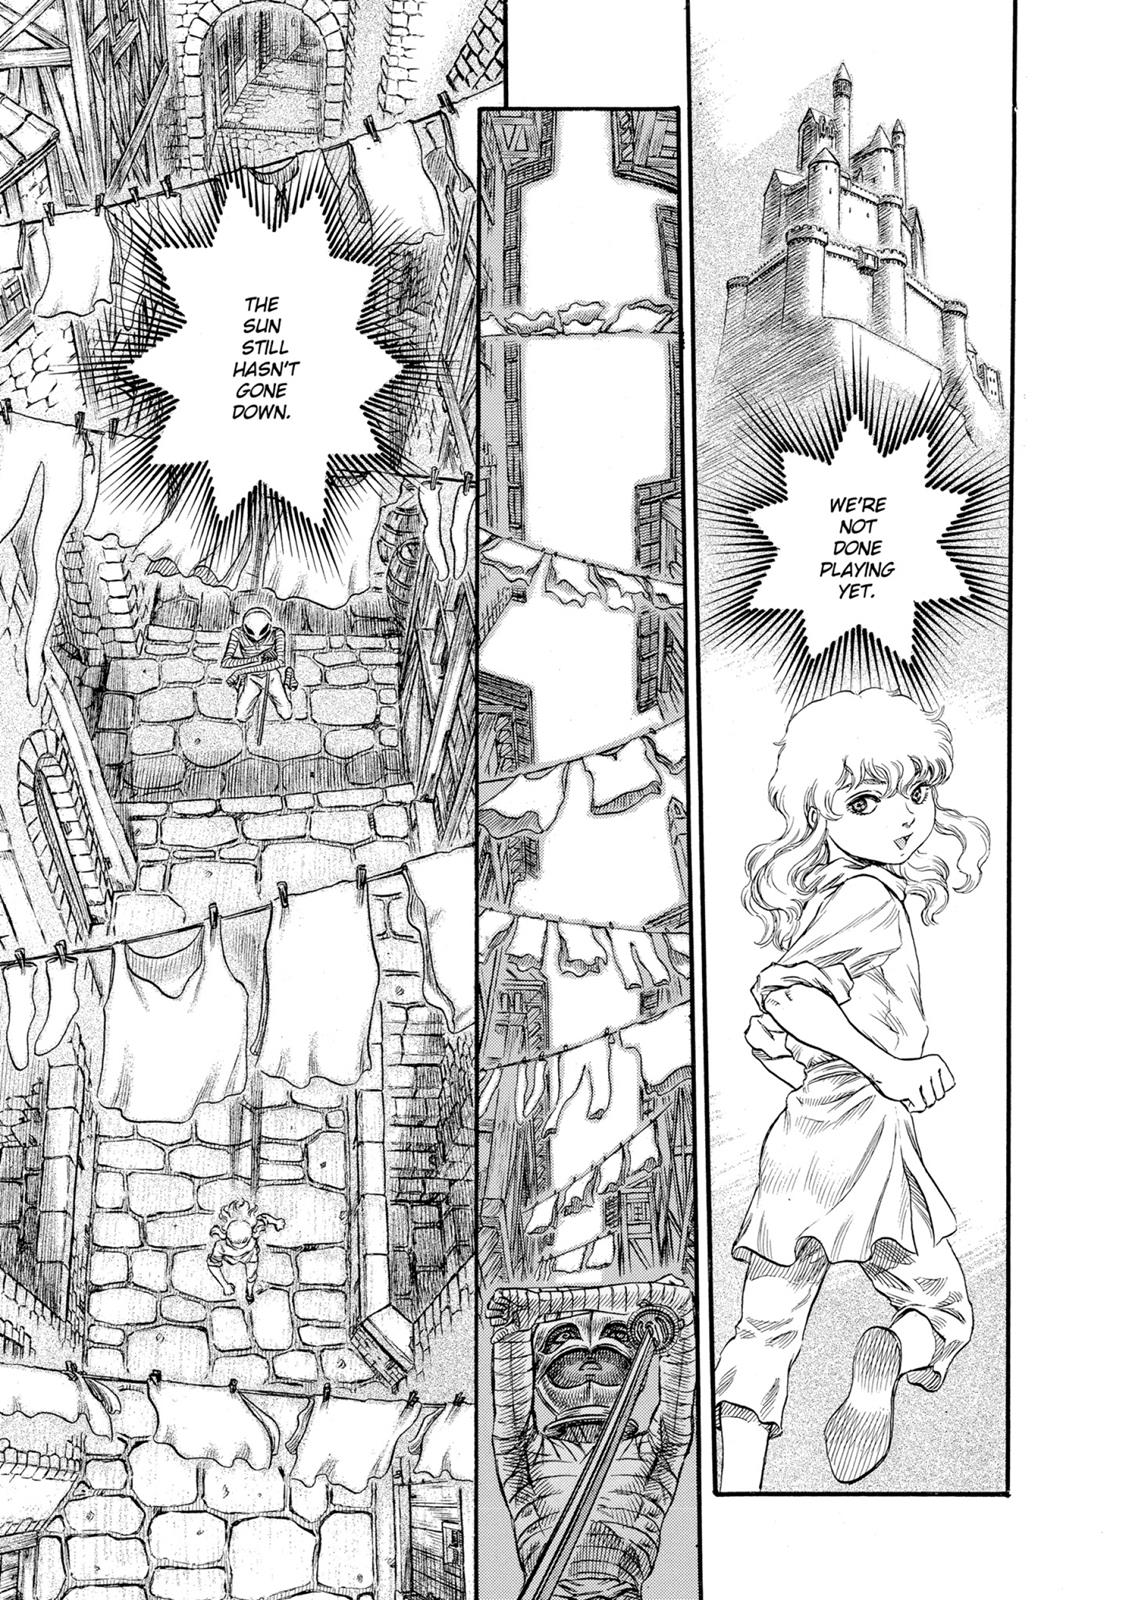 WE'RE
NOT
DONE
PLAYING
YET.
THE
SUN
STILL
HASN'T
GONE
DOWN.